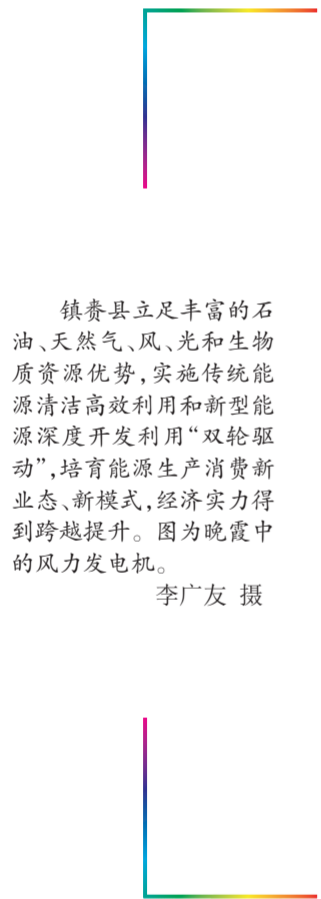 镇赉县立足丰富的石
油、天然气、风、光和生物
质资源优势,实施传统能
源清洁高效利用和新型能
源深度开发利用“双轮驱
动”,培育能源生产消费新
业态、新模式,经济实力得
到跨越提升。图为晚霞中
的风力发电机。
李广友 摄